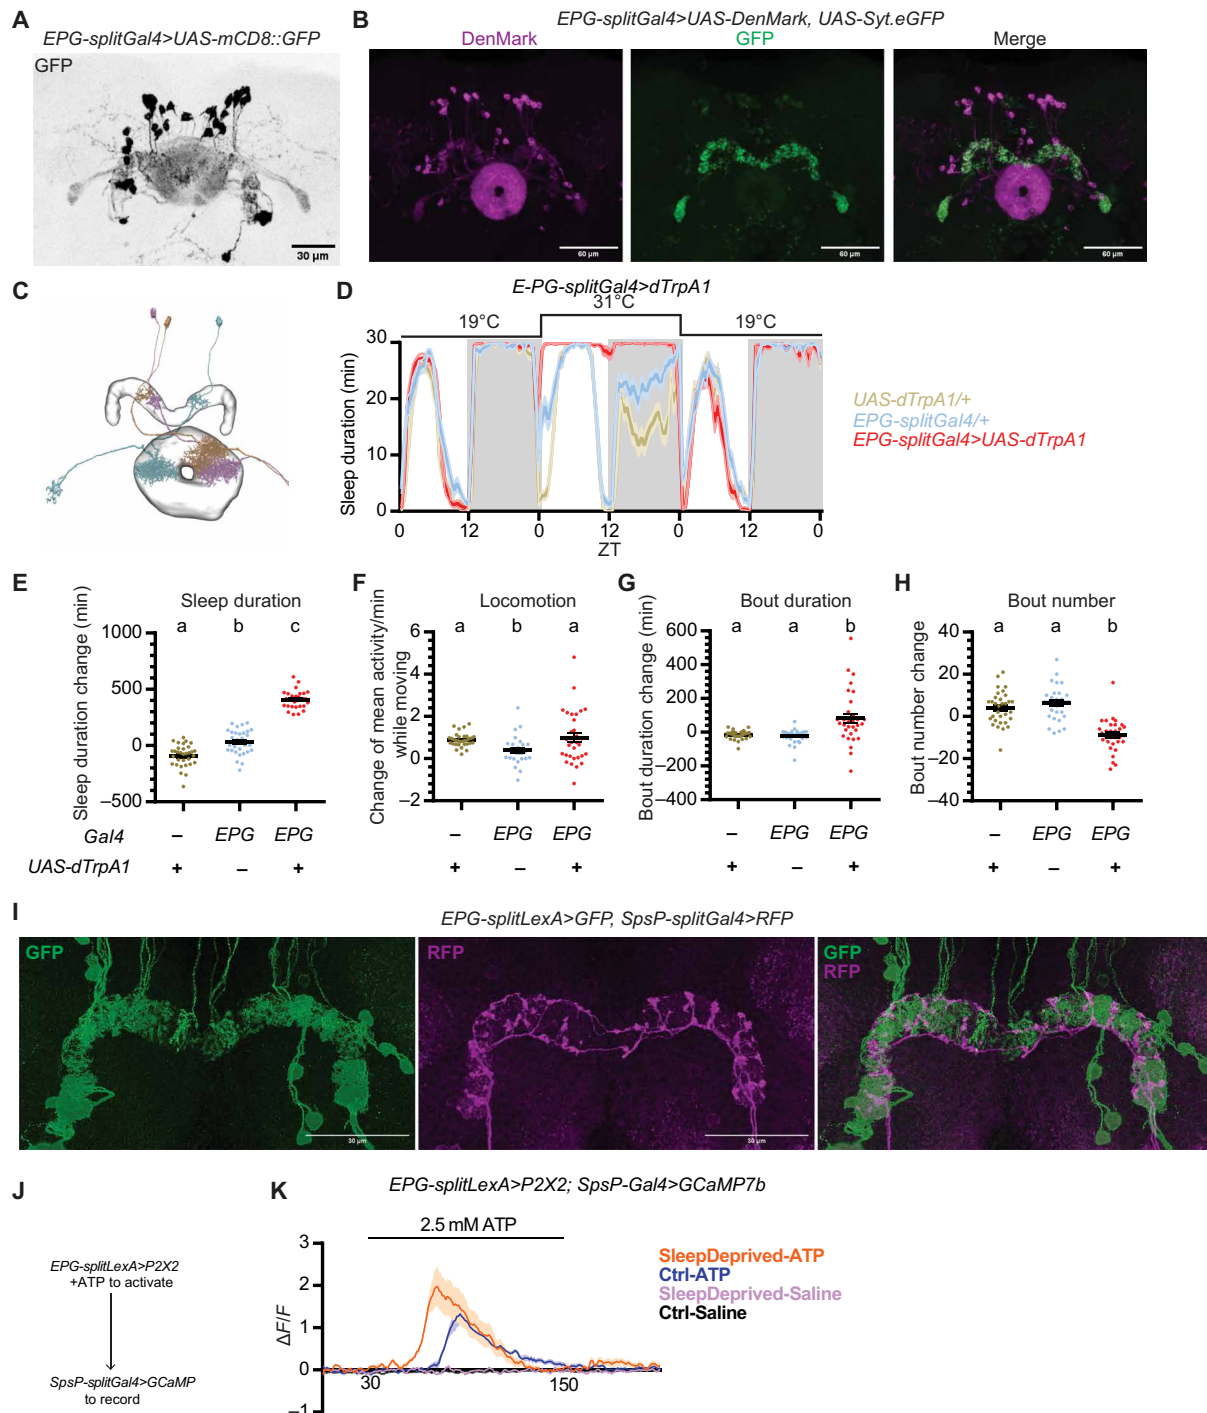 A
EPG-splitGal4>UAS-mCD8::GFP
GFP
30 µm
B
EPG-splitGal4>UAS-DenMark, UAS-Syt.eGFP
DenMark
GFP
Merge
60 µm
60 µm
60 µm
C
D
E-PG-splitGal4>dTrpA1
31°C
19°C
19°C
Sleep duration (min)
30
20
10
0
0
12
0
12
0
12
0
ZT
UAS-dTrpA1/+
EPG-splitGal4/+
EPG-splitGal4>UAS-dTrpA1
E
Sleep duration
Sleep duration change (min)
a
b
c
1000
500
0
–500
F
Locomotion
Change of mean activity/min
while moving
a
b
a
6
4
2
0
–2
G
Bout duration
Bout duration change (min)
a
a
b
600
400
200
0
–200
–400
H
Bout number
Bout number change
a
a
b
40
20
0
–20
–40
Gal4
–
EPG
EPG
–
EPG
EPG
–
EPG
EPG
–
EPG
EPG
UAS-dTrpA1
+
–
+
+
–
+
+
–
+
+
–
+
I
EPG-splitLexA>GFP, SpsP-splitGal4>RFP
GFP
RFP
GFP
RFP
30 µm
30 µm
J
EPG-splitLexA>P2X2
+ATP to activate
SpsP-splitGal4>GCaMP
to record
K
EPG-splitLexA>P2X2; SpsP-Gal4>GCaMP7b
2.5 mM ATP
ΔF/F
3
2
1
0
–1
30
150
SleepDeprived-ATP
Ctrl-ATP
SleepDeprived-Saline
Ctrl-Saline